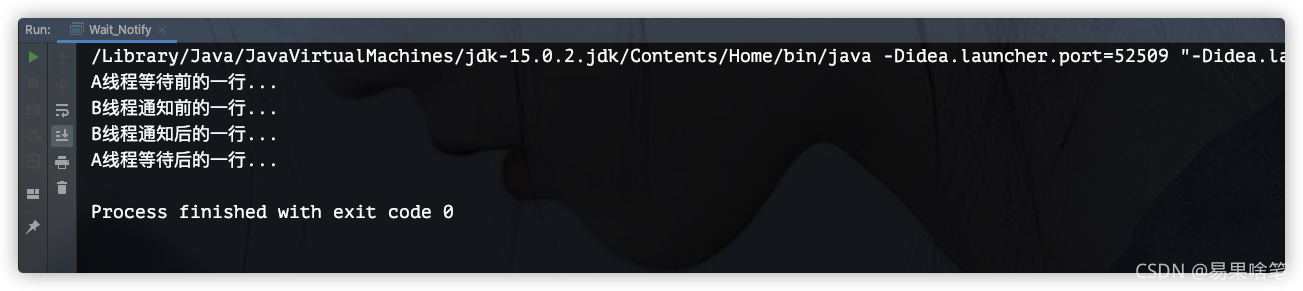 Run: Wait_Notify
/Library/Java/JavaVirtualMachines/jdk-15.0.2.jdk/Contents/Home/bin/java -Didea.launcher.port=52509 "-Didea.la
A线程等待前的一行...
B线程通知前的一行...
B线程通知后的一行...
A线程等待后的一行...
Process finished with exit code 0
CSDN @易果啥笔